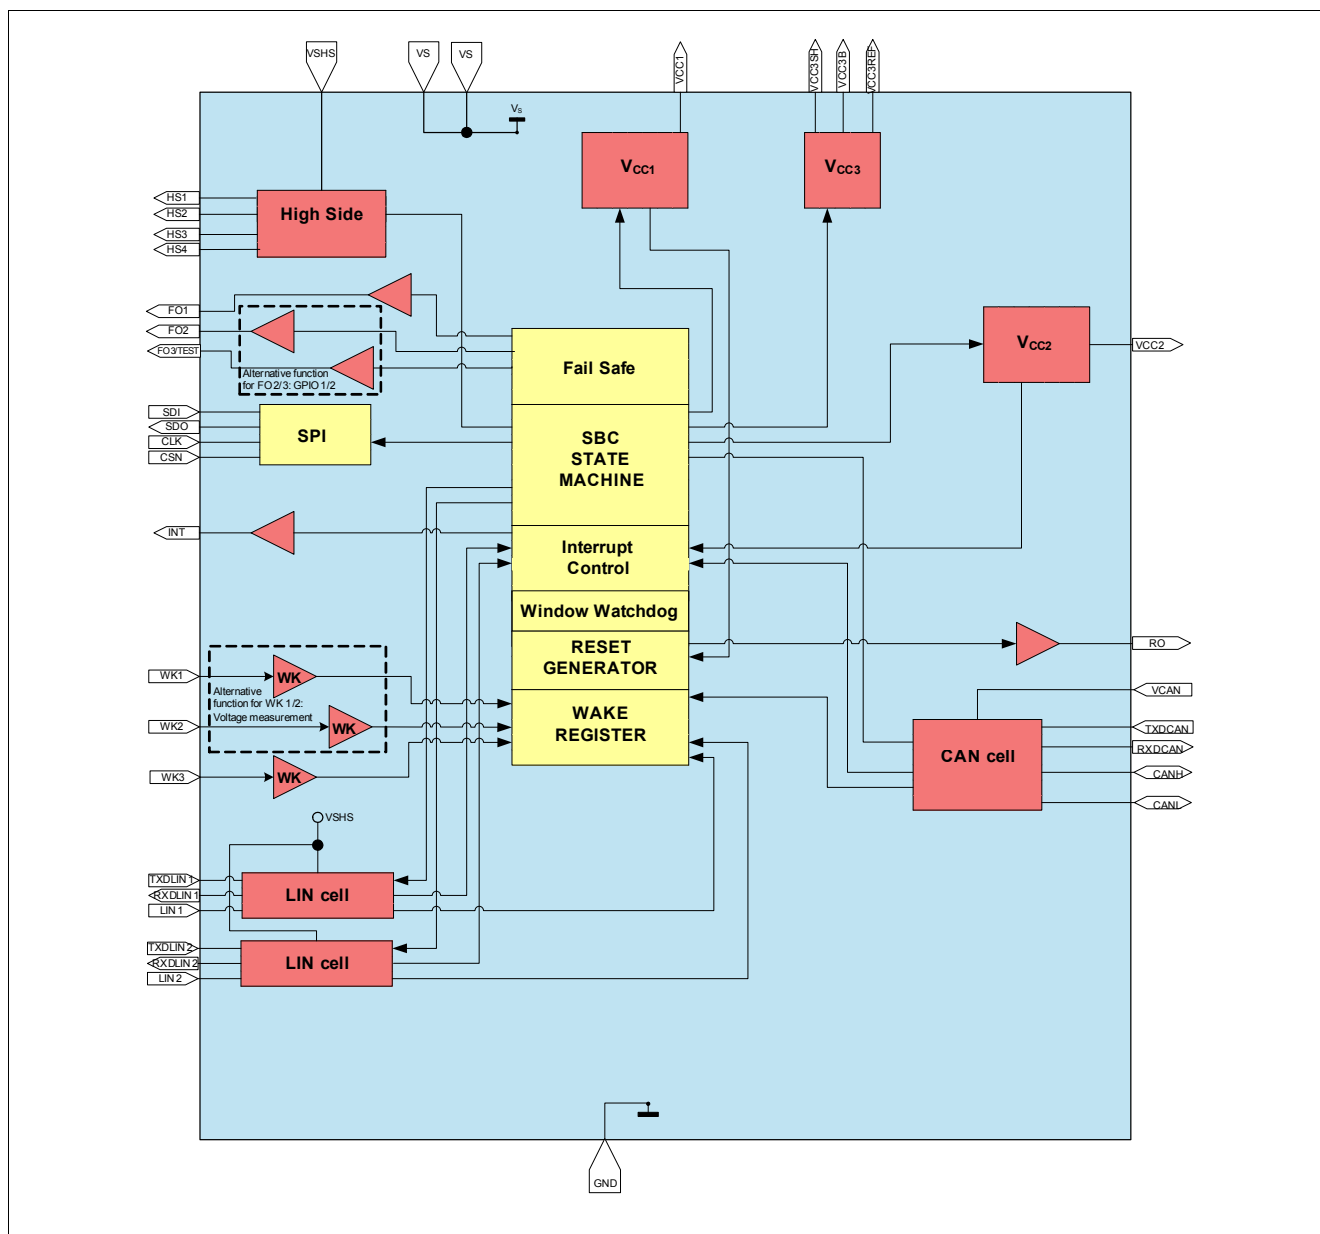 VSHS
VS
VS
VCC1
VCC3SH
VCC3B
VCC3REF
Vs
VCC1
VCC3
HS1
HS2
HS3
HS4
High Side
FO1
FO2
FO3/TEST
Alternative function
for FO2/3: GPIO 1/2
Fail Safe
VCC2
VCC2
SDI
SDO
CLK
CSN
SPI
SBC
STATE
MACHINE
INT
Interrupt
Control
Window Watchdog
RESET
GENERATOR
RO
WK1
WK
Alternative
function for WK 1/2:
Voltage measurement
WK2
WK
WK3
WK
WAKE
REGISTER
VCAN
TXDCAN
RXDCAN
CANH
CANL
CAN cell
VSHS
TXDLIN1
RXDLIN1
LIN1
LIN cell
TXDLIN2
RXDLIN2
LIN2
LIN cell
GND